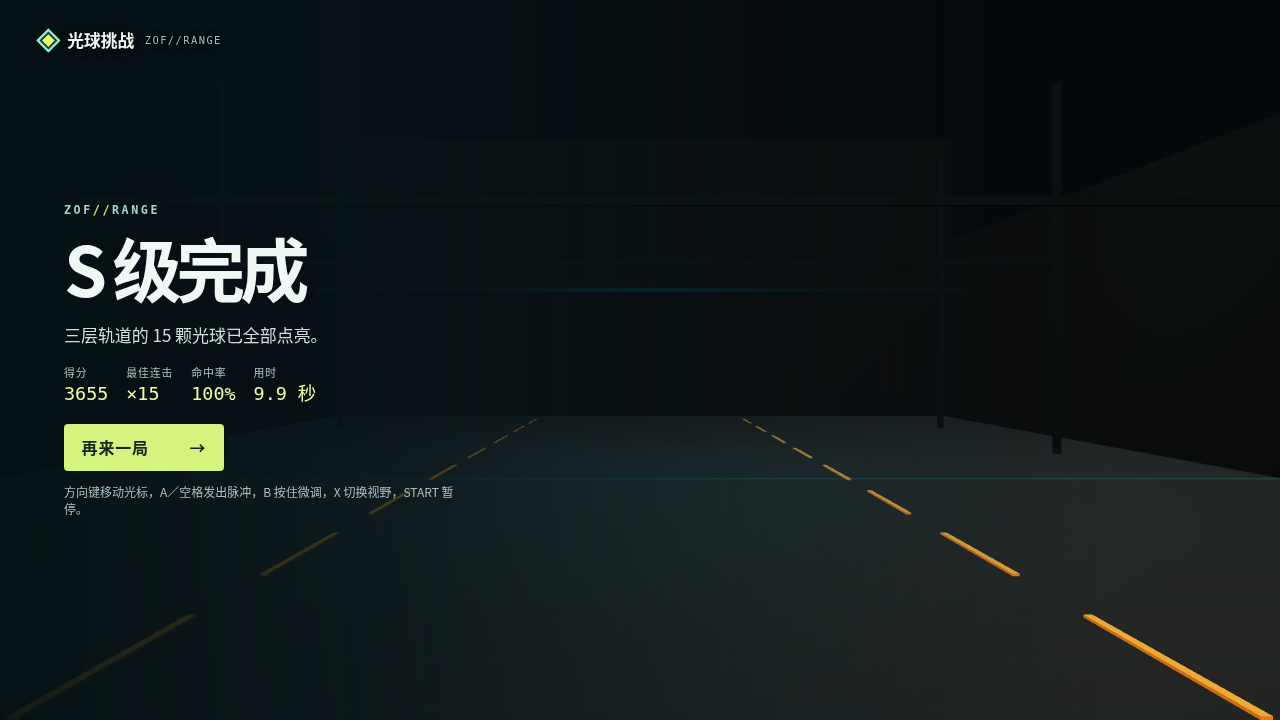 光球挑战 ZOF//RANGE
ZOF//RANGE
S 级完成
三层轨道的 15 颗光球已全部点亮。
得分 最佳连击 命中率 用时
3655 ×15 100% 9.9 秒
再来一局 →
方向键移动光标，A／空格发出脉冲，B 按住微调，X 切换视野，START 暂
停。